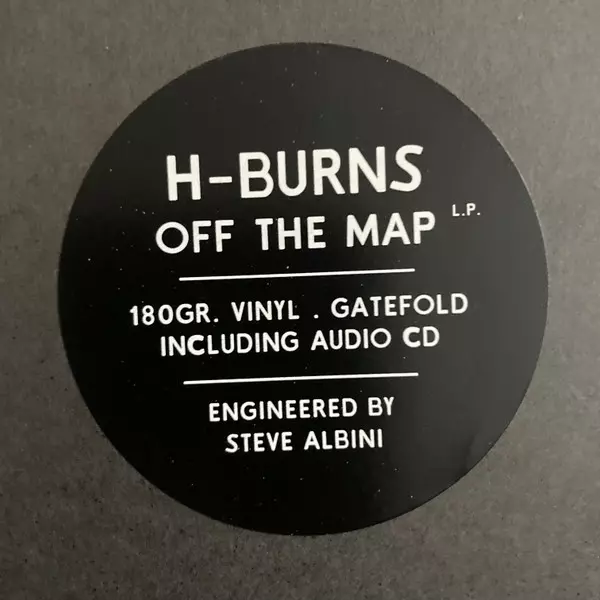 H-BURNS
OFF THE MAP L.P.
180GR. VINYL . GATEFOLD
INCLUDING AUDIO CD
ENGINEERED BY
STEVE ALBINI